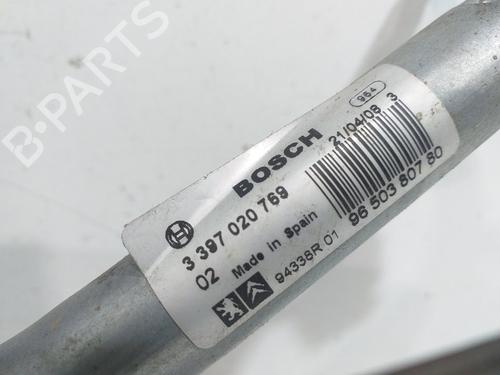 B-PARTS
BOSCH
3 397 020 769
02 Made in Spain
94338R 01
964
21/04/08 3
96 503 807 80